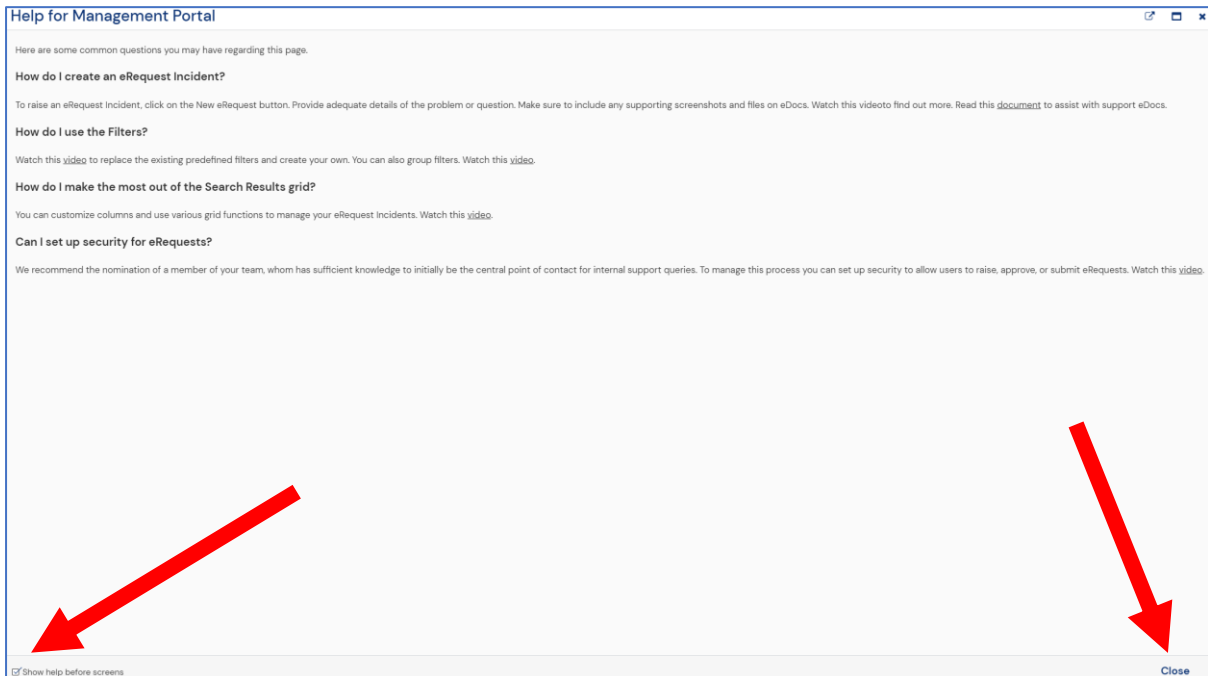 Help for Management Portal
Here are some common questions you may have regarding this page.
How do I create an eRequest Incident?
To raise an eRequest Incident, click on the New eRequest button. Provide adequate details of the problem or question. Make sure to include any supporting screenshots and files on eDocs. Watch this videoto find out more. Read this document to assist with support eDocs.
How do I use the Filters?
Watch this video to replace the existing predefined filters and create your own. You can also group filters. Watch this video.
How do I make the most out of the Search Results grid?
You can customize columns and use various grid functions to manage your eRequest Incidents. Watch this video.
Can I set up security for eRequests?
We recommend the nomination of a member of your team, whom has sufficient knowledge to initially be the central point of contact for internal support queries. To manage this process you can set up security to allow users to raise, approve, or submit eRequests. Watch this video.
Show help before screens
Close